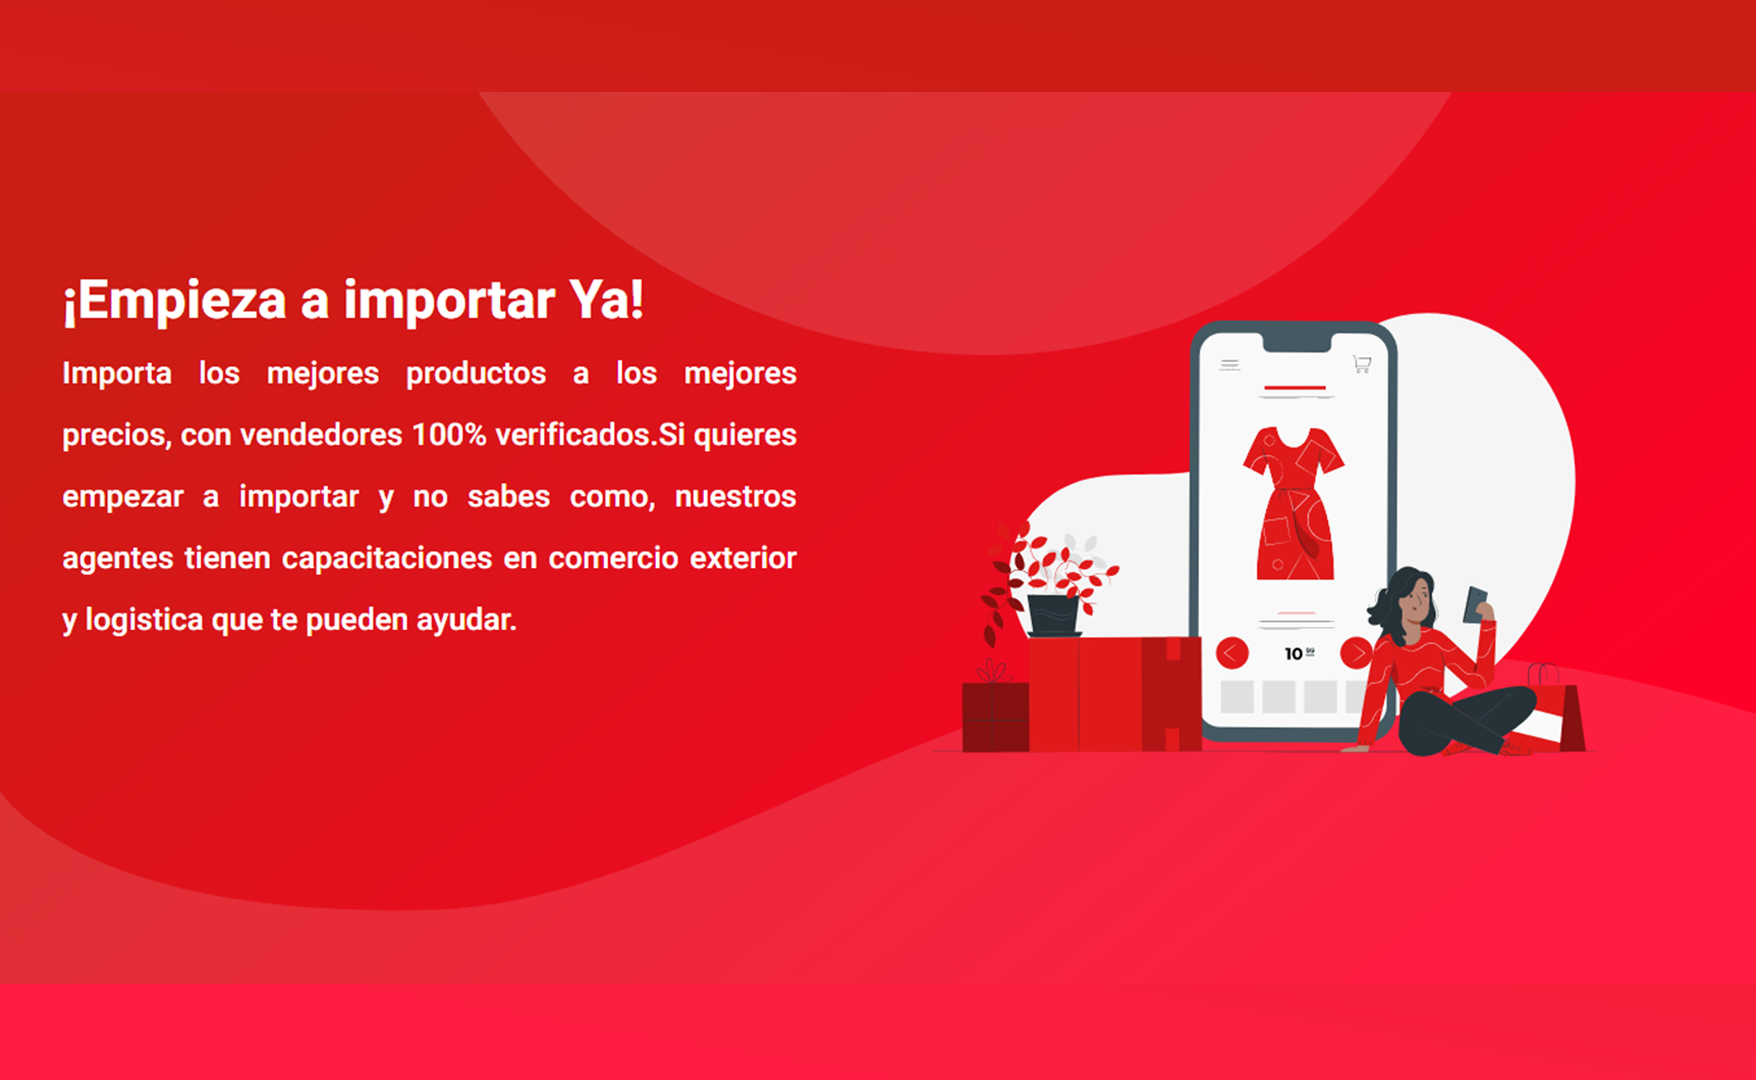 ¡Empieza a importar Ya!
Importa los mejores productos a los mejores
precios, con vendedores 100% verificados.Si quieres
empezar a importar y no sabes como, nuestros
agentes tienen capacitaciones en comercio exterior
y logistica que te pueden ayudar.
10 99